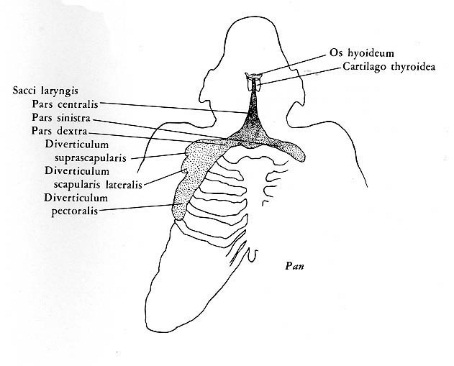 Os hyoideum
Cartilago thyroidea
Sacci laryngis
Pars centralis
Pars sinistra
Pars dextra
Diverticulum
suprascapularis
Diverticulum
scapularis lateralis
Diverticulum
pectoralis
Pan